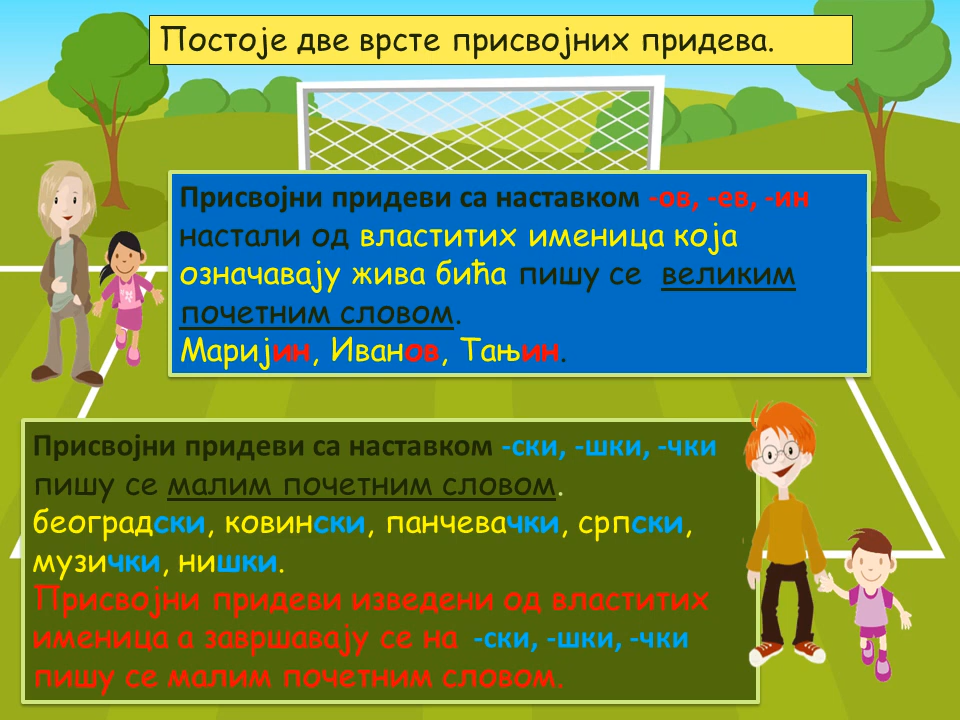 Постоје две врсте присвојних придева.
Присвојни придеви са наставком -ов, -ев, -ин
настали од властитих именица која
означавају жива бића пишу се великим
почетним словом.
Маријин, Иванов, Тањин.
Присвојни придеви са наставком -ски, -шки, -чки
пишу се малим почетним словом.
београдски, ковински, панчевачки, српски,
музички, нишки.
Присвојни придеви изведени од властитих
именица а завршавају се на -ски, -шки, -чки
пишу се малим почетним словом.